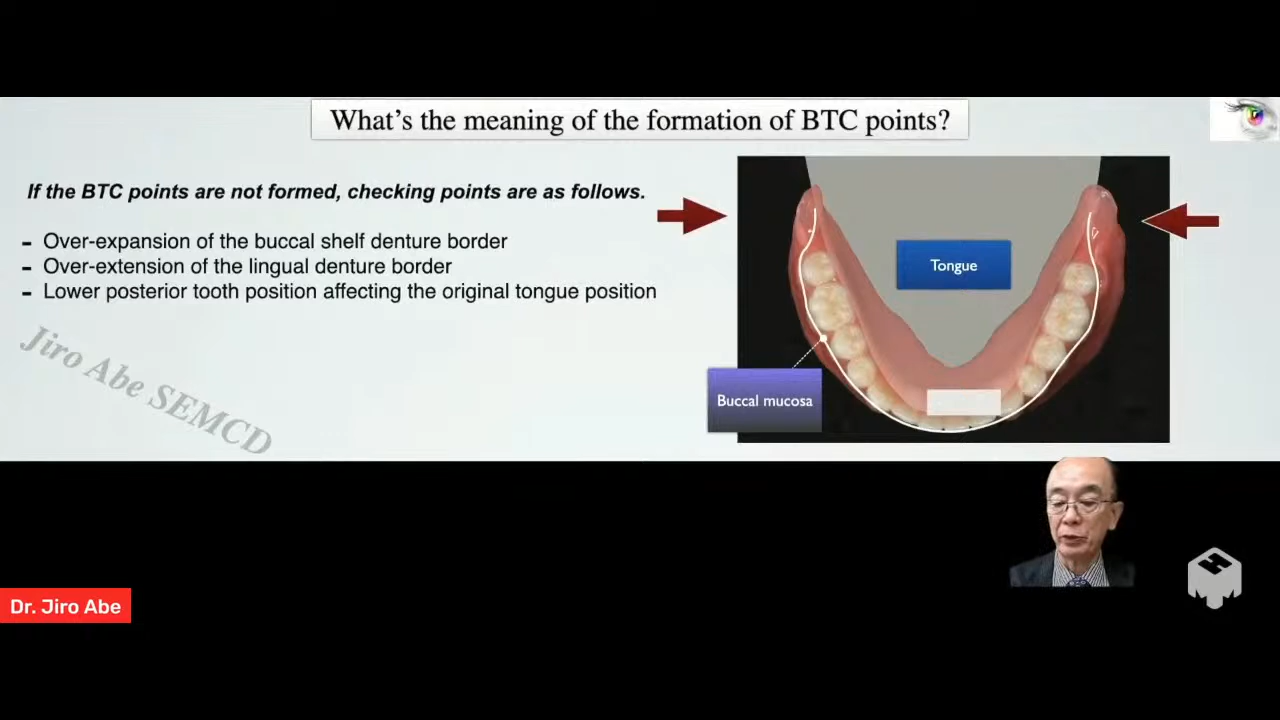 What's the meaning of the formation of BTC points?
If the BTC points are not formed, checking points are as follows.
- Over-expansion of the buccal shelf denture border
- Over-extension of the lingual denture border
- Lower posterior tooth position affecting the original tongue position
Tongue
Buccal mucosa
Jiro Abe SEMCD
Dr. Jiro Abe